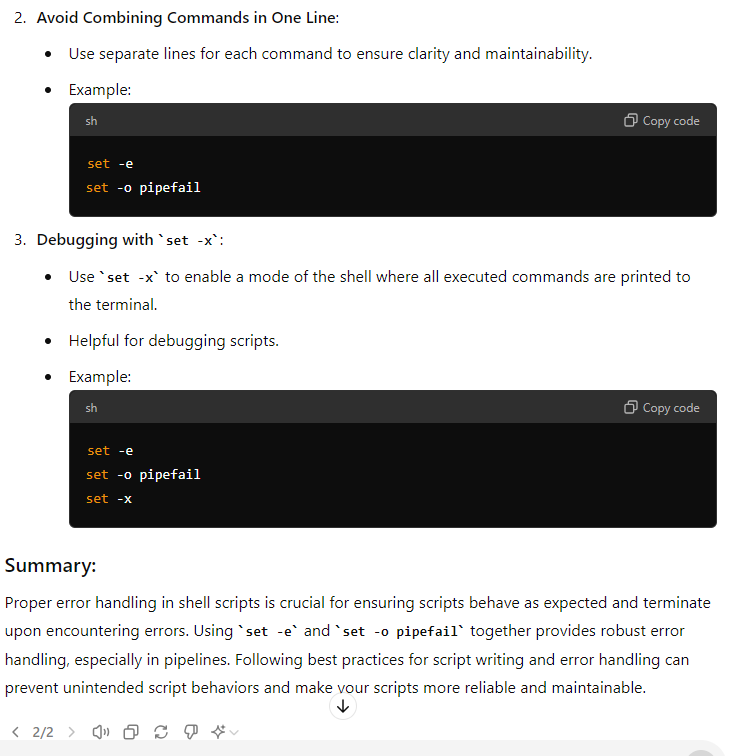 2. Avoid Combining Commands in One Line:
• Use separate lines for each command to ensure clarity and maintainability.
• Example:
sh Copy code
set -e
set -o pipefail
3. Debugging with `set -x`:
• Use `set -x` to enable a mode of the shell where all executed commands are printed to
the terminal.
• Helpful for debugging scripts.
• Example:
sh Copy code
set -e
set -o pipefail
set -x
Summary:
Proper error handling in shell scripts is crucial for ensuring scripts behave as expected and terminate
upon encountering errors. Using `set -e` and `set -o pipefail` together provides robust error
handling, especially in pipelines. Following best practices for script writing and error handling can
prevent unintended script behaviors and make your scripts more reliable and maintainable.
2/2